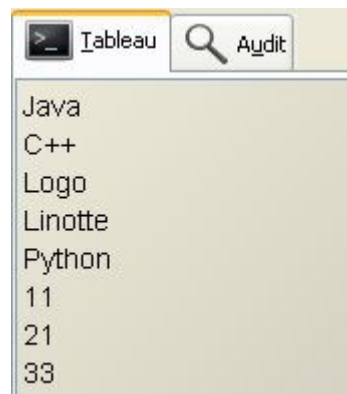 Tableau Audit
Java
C++
Logo
Linotte
Python
11
21
33